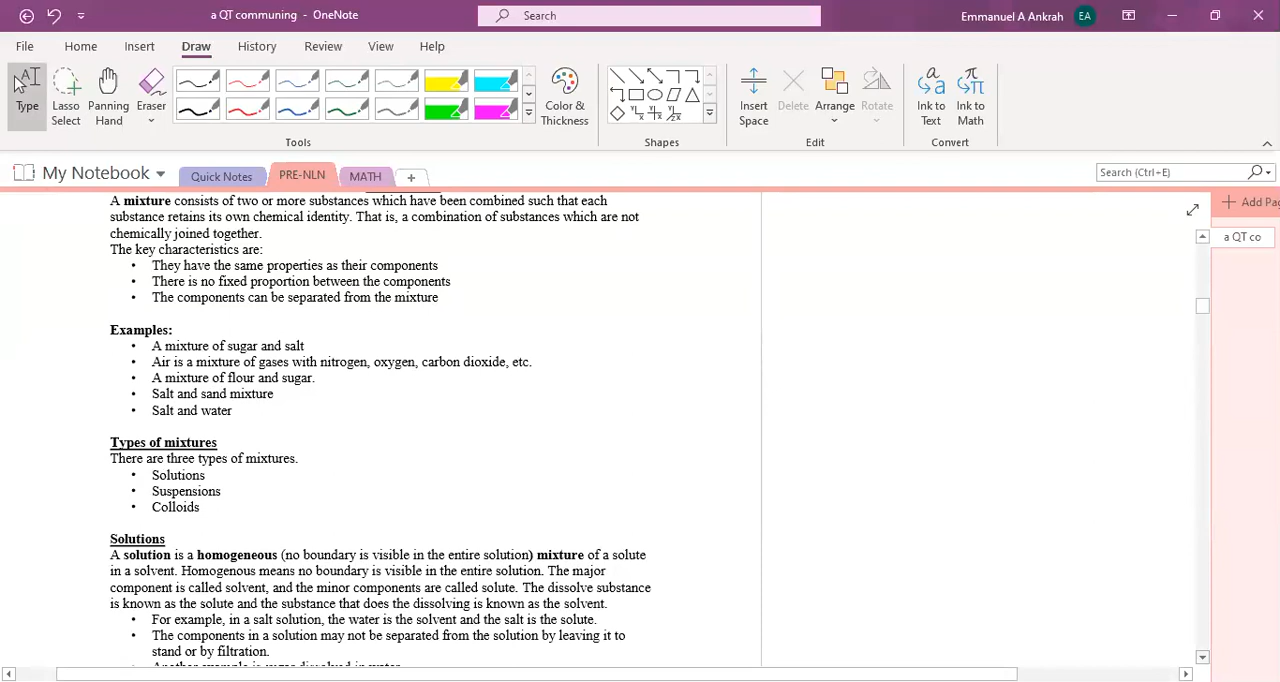 a QT communing - OneNote
Search
Emmanuel A Ankrah
EA
File Home Insert Draw History Review View Help
Type
Lasso Select
Panning Hand
Eraser
Color & Thickness
Insert Space
Delete
Arrange
Rotate
Ink to Text
Ink to Math
Tools
Shapes
Edit
Convert
My Notebook
Quick Notes
PRE-NLN
MATH
Search (Ctrl+E)
Add Pag
a QT co
A mixture consists of two or more substances which have been combined such that each
substance retains its own chemical identity. That is, a combination of substances which are not
chemically joined together.
The key characteristics are:
• They have the same properties as their components
• There is no fixed proportion between the components
• The components can be separated from the mixture
Examples:
• A mixture of sugar and salt
• Air is a mixture of gases with nitrogen, oxygen, carbon dioxide, etc.
• A mixture of flour and sugar.
• Salt and sand mixture
• Salt and water
Types of mixtures
There are three types of mixtures.
• Solutions
• Suspensions
• Colloids
Solutions
A solution is a homogeneous (no boundary is visible in the entire solution) mixture of a solute
in a solvent. Homogenous means no boundary is visible in the entire solution. The major
component is called solvent, and the minor components are called solute. The dissolve substance
is known as the solute and the substance that does the dissolving is known as the solvent.
• For example, in a salt solution, the water is the solvent and the salt is the solute.
• The components in a solution may not be separated from the solution by leaving it to
stand or by filtration.